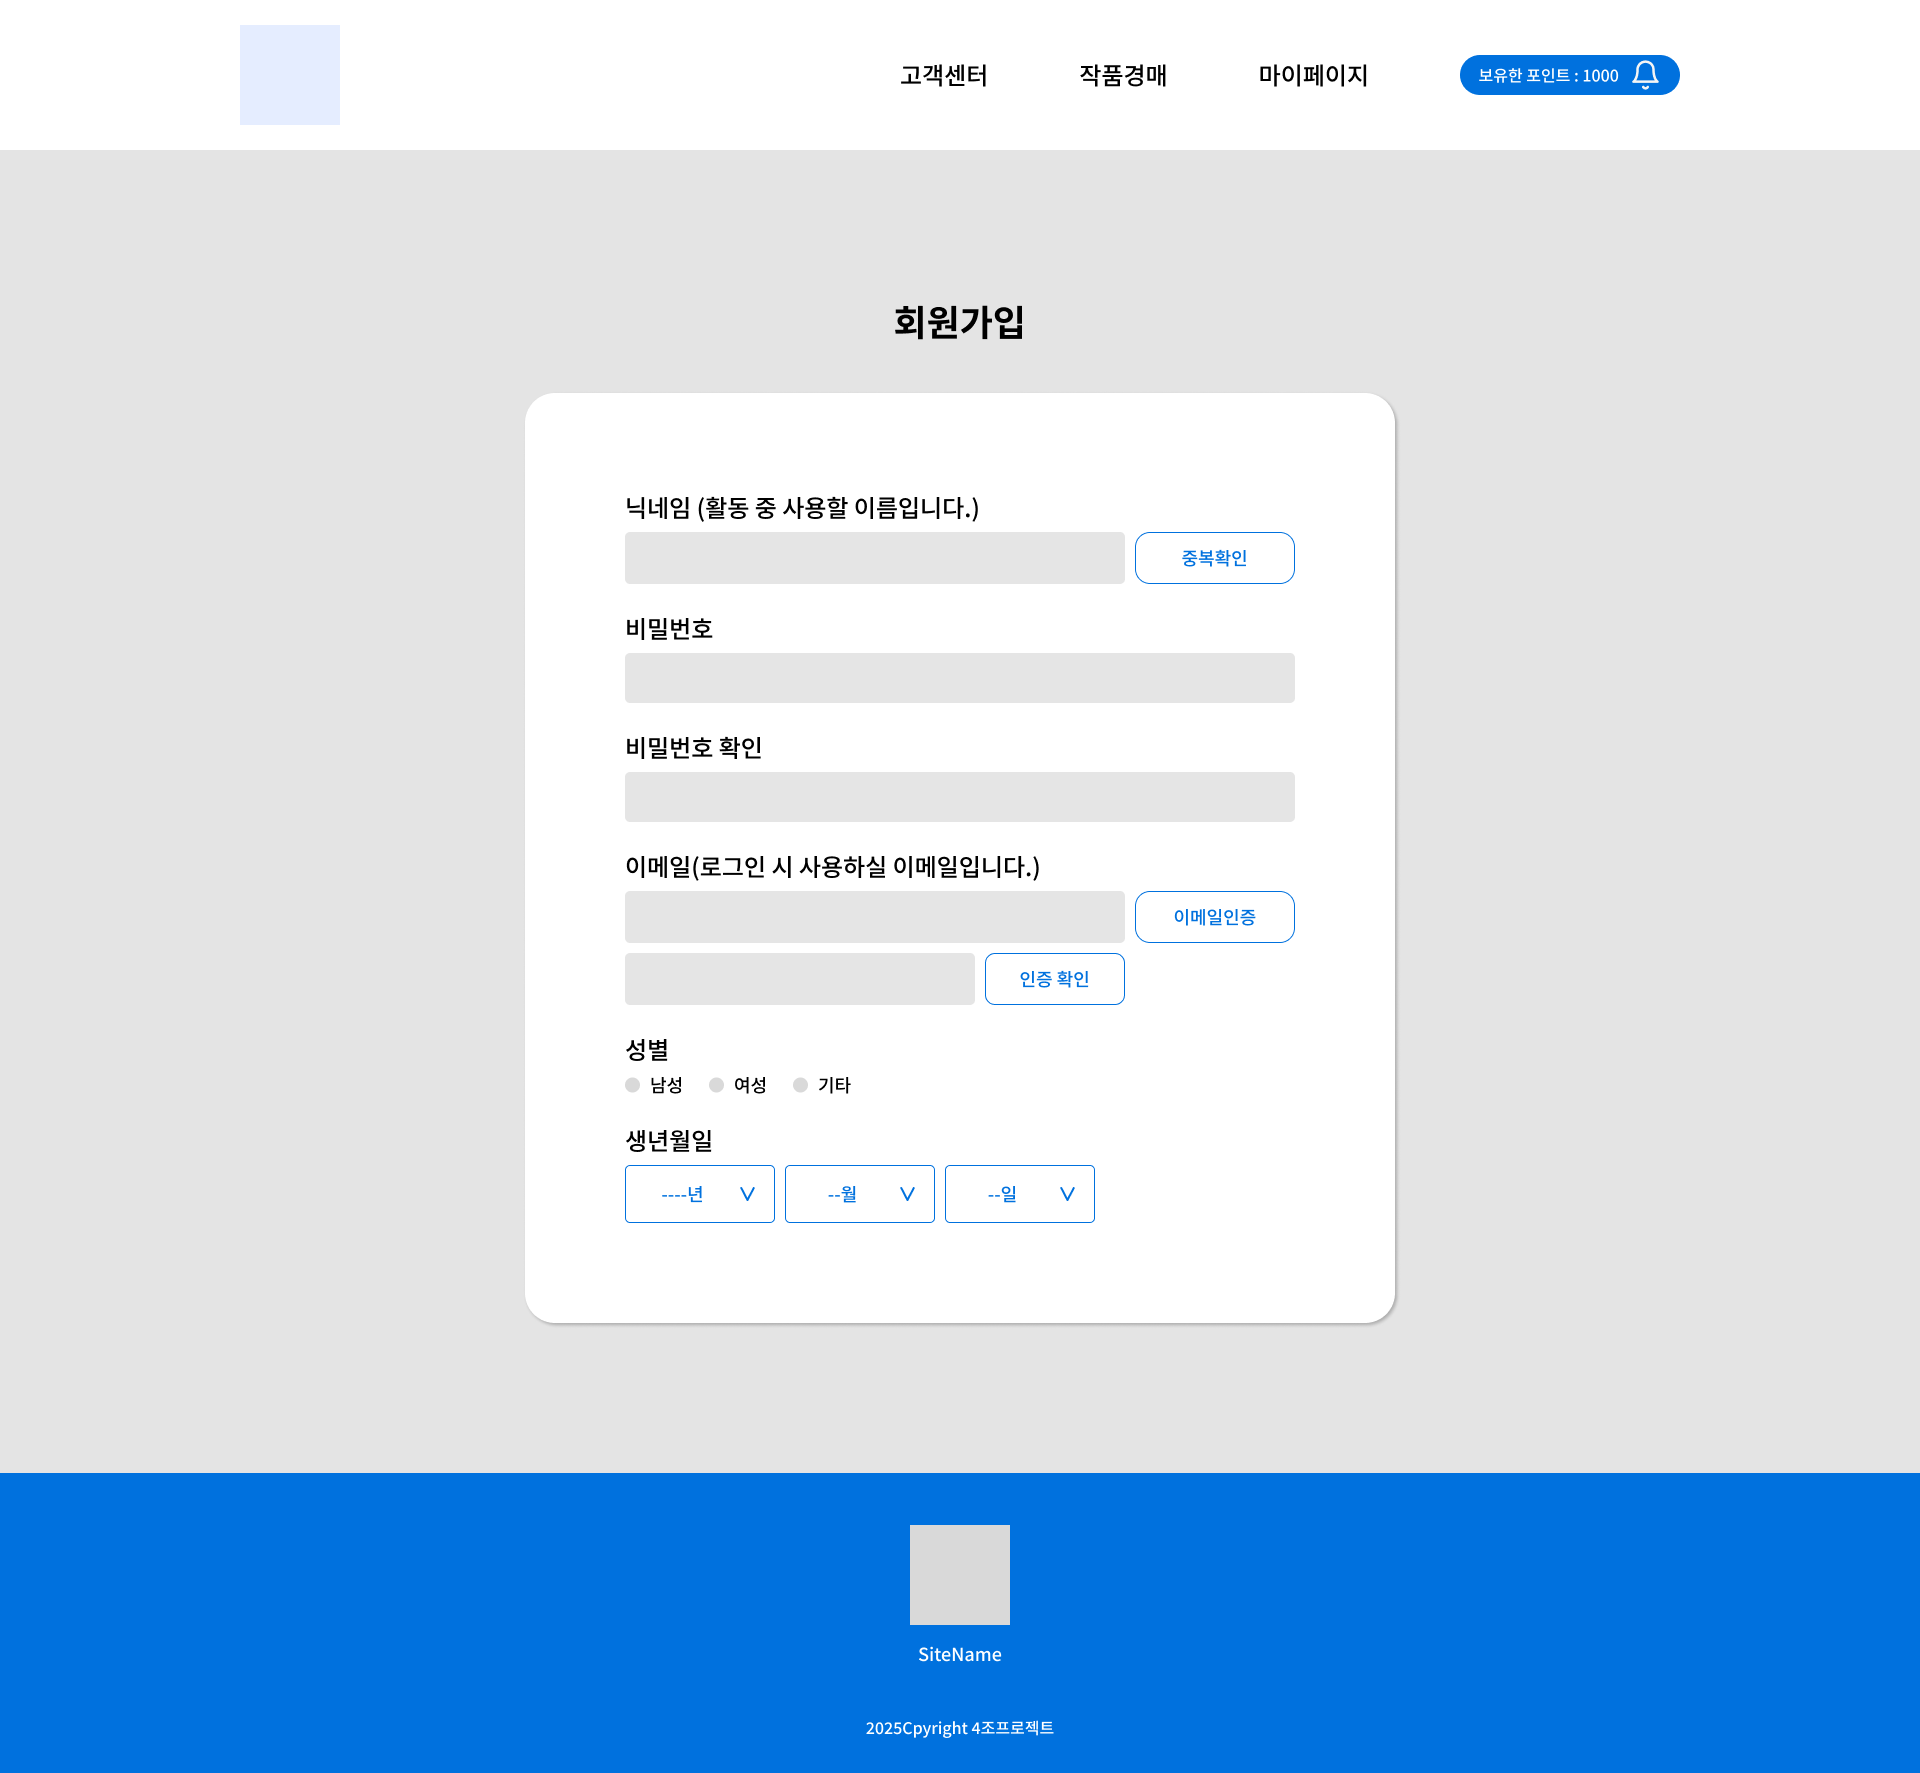 고객센터 작품경매 마이페이지 보유한 포인트 : 1000
회원가입
닉네임 (활동 중 사용할 이름입니다.)
중복확인
비밀번호
비밀번호 확인
이메일(로그인 시 사용하실 이메일입니다.)
이메일인증
인증 확인
성별
남성 여성 기타
생년월일
----년 --월 --일
SiteName
2025Cpyright 4조프로젝트